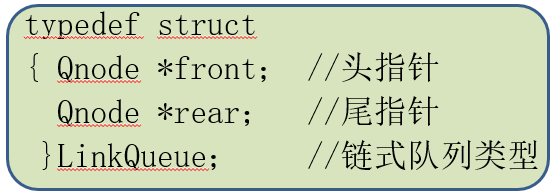 typedef struct
{ Qnode *front; //头指针
Qnode *rear; //尾指针
}LinkQueue; //链式队列类型